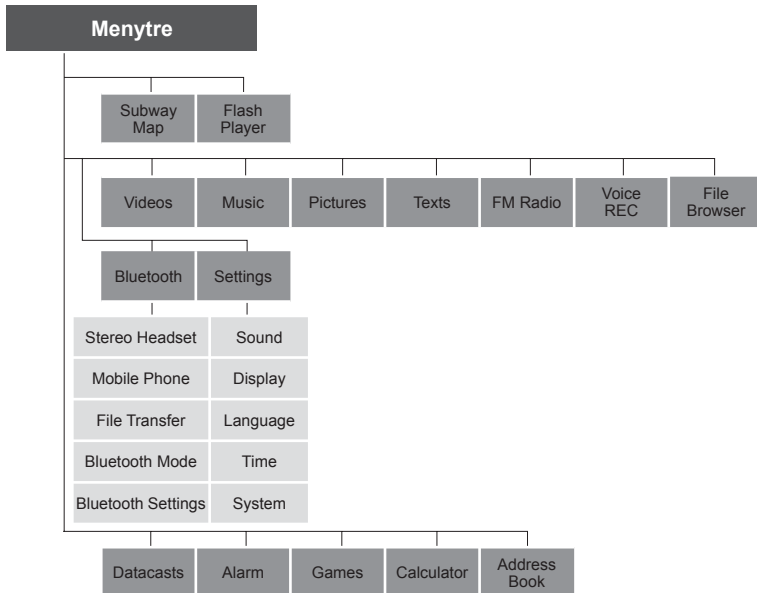 Menytre
Subway
Map
Flash
Player
Videos
Music
Pictures
Texts
FM Radio
Voice
REC
File
Browser
Bluetooth
Settings
Stereo Headset
Sound
Mobile Phone
Display
File Transfer
Language
Bluetooth Mode
Time
Bluetooth Settings
System
Datacasts
Alarm
Games
Calculator
Address
Book